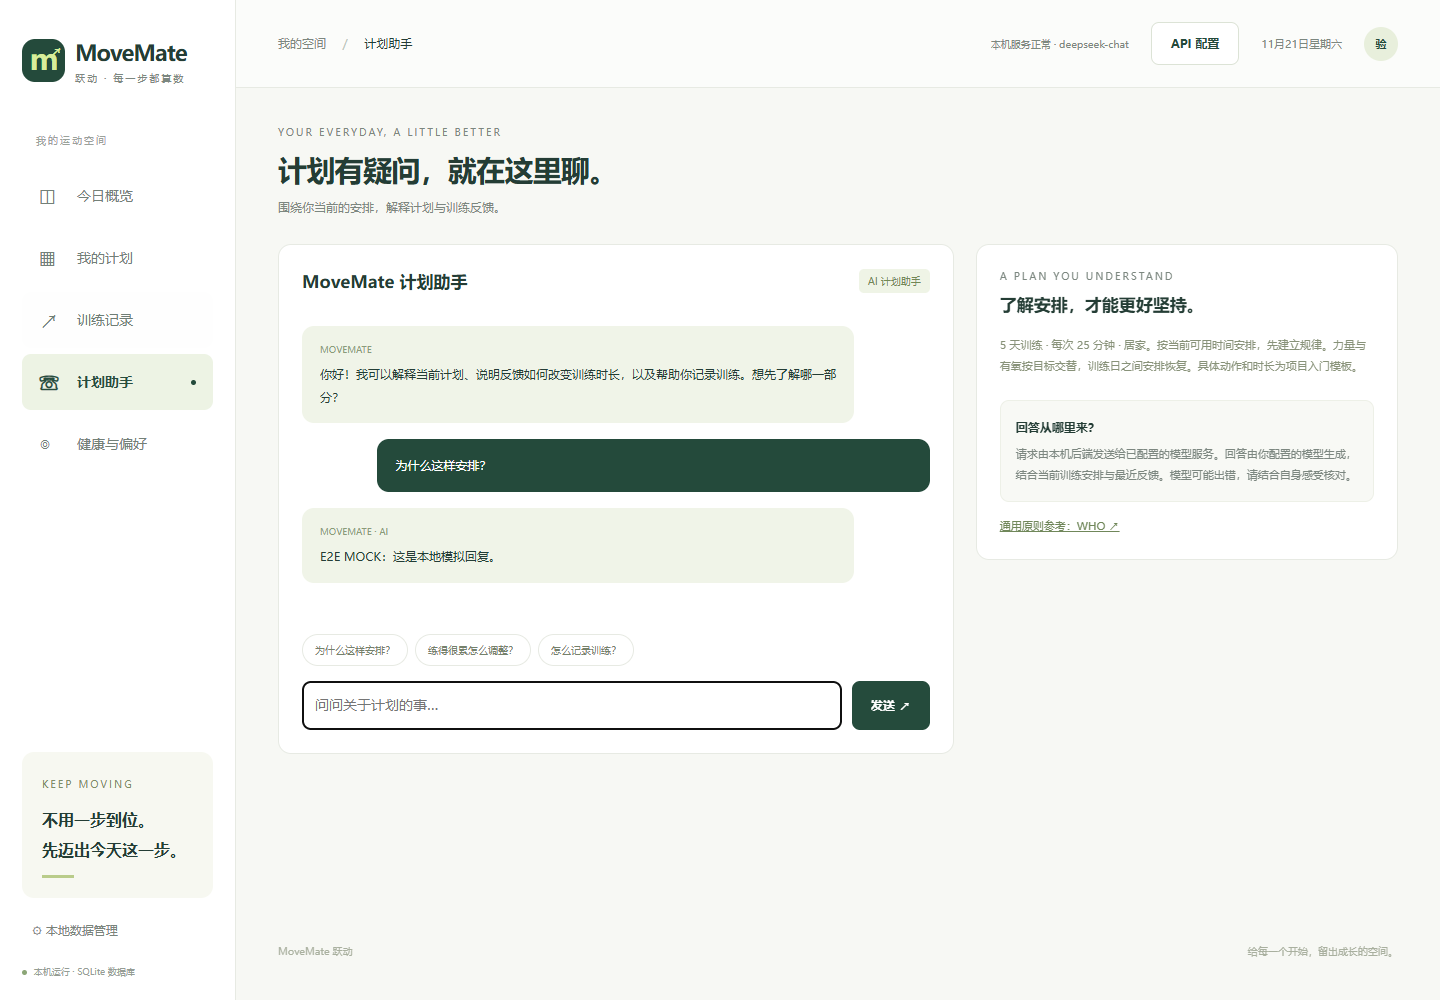 MoveMate
跃动 · 每一步都算数
我的运动空间
今日概览
我的计划
训练记录
计划助手
健康与偏好
KEEP MOVING
不用一步到位。
先迈出今天这一步。
本地数据管理
本机运行 · SQLite 数据库
我的空间 / 计划助手
本机服务正常 · deepseek-chat
API 配置
11月21日星期六
验
YOUR EVERYDAY, A LITTLE BETTER
计划有疑问，就在这里聊。
围绕你当前的安排，解释计划与训练反馈。
MoveMate 计划助手
AI 计划助手
MOVEMATE
你好！我可以解释当前计划、说明反馈如何改变训练时长，以及帮助你记录训练。想先了解哪一部
分？
为什么这样安排？
MOVEMATE · AI
E2E MOCK：这是本地模拟回复。
为什么这样安排？
练得很累怎么调整？
怎么记录训练？
问问关于计划的事...
发送 ↗
A PLAN YOU UNDERSTAND
了解安排，才能更好坚持。
5 天训练 · 每次 25 分钟 · 居家。按当前可用时间安排，先建立规律。力量与
有氧按目标交替，训练日之间安排恢复。具体动作和时长为项目入门模板。
回答从哪里来？
请求由本机后端发送给已配置的模型服务。回答由你配置的模型生成，
结合当前训练安排与最近反馈。模型可能出错，请结合自身感受核对。
通用原则参考：WHO ↗
MoveMate 跃动
给每一个开始，留出成长的空间。